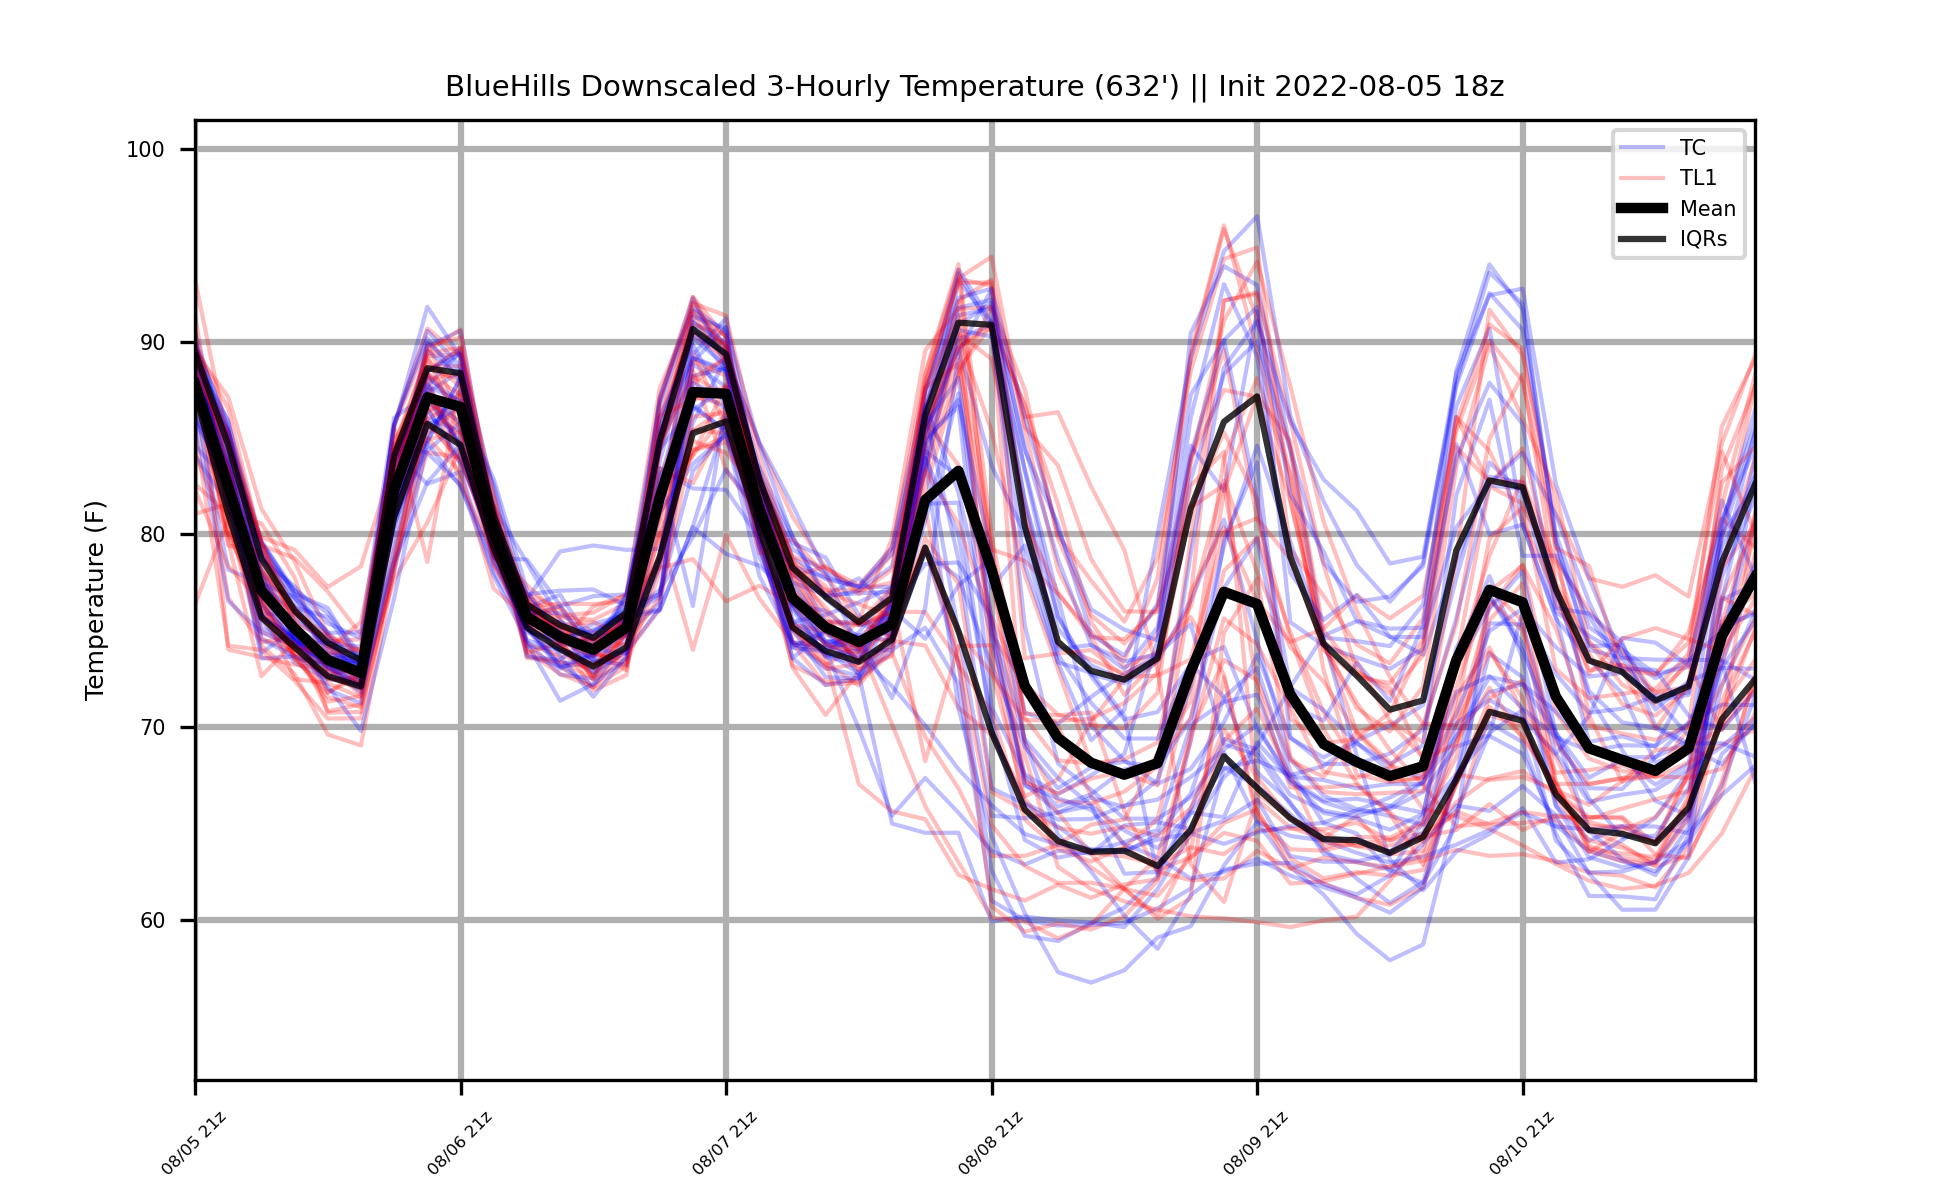 BlueHills Downscaled 3-Hourly Temperature (632') || Init 2022-08-05 18z
TC
TL1
Mean
IQRs
Temperature (F)
100
90
80
70
60
08/05 21z
08/06 21z
08/07 21z
08/08 21z
08/09 21z
08/10 21z